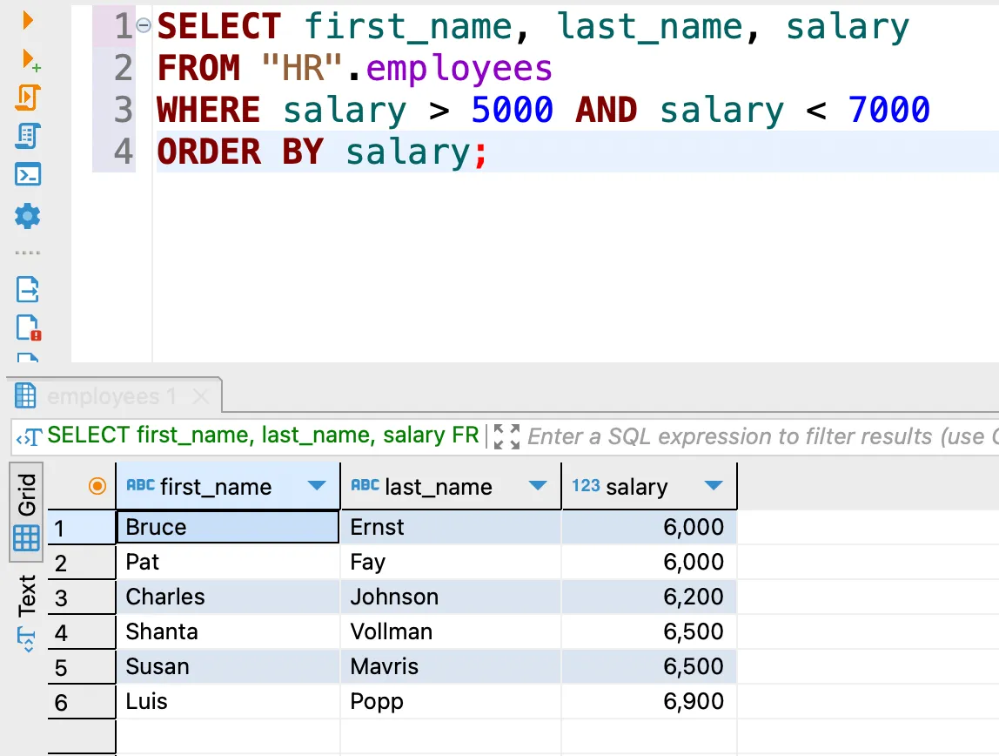 1 SELECT first_name, last_name, salary
2 FROM "HR".employees
3 WHERE salary > 5000 AND salary < 7000
4 ORDER BY salary;
employees 1
SELECT first_name, last_name, salary FR Enter a SQL expression to filter results (use
Grid
Text
ABC first_name ABC last_name 123 salary
1 Bruce Ernst 6,000
2 Pat Fay 6,000
3 Charles Johnson 6,200
4 Shanta Vollman 6,500
5 Susan Mavris 6,500
6 Luis Popp 6,900